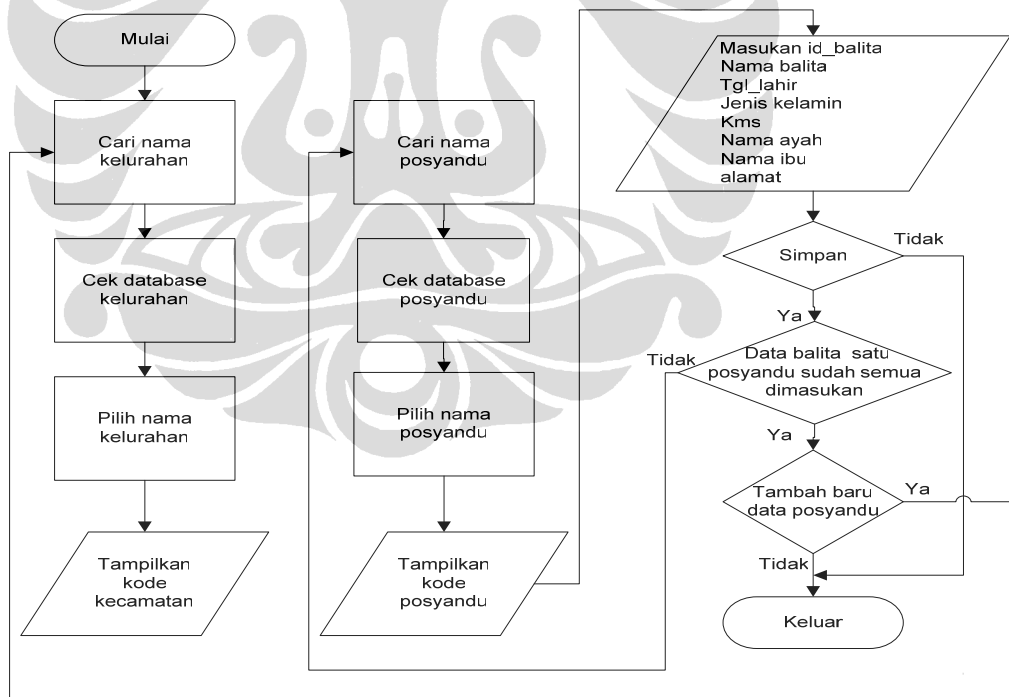 Mulai
Cari nama
kelurahan
Cek database
kelurahan
Pilih nama
kelurahan
Tampilkan
kode
kecamatan
Cari nama
posyandu
Cek database
posyandu
Pilih nama
posyandu
Tampilkan
kode
posyandu
Masukan id_balita
Nama balita
Tgl_lahir
Jenis kelamin
Kms
Nama ayah
Nama ibu
alamat
Simpan
Tidak
Ya
Data balita satu
posyandu sudah semua
dimasukan
Tidak
Ya
Tambah baru
data posyandu
Ya
Tidak
Keluar